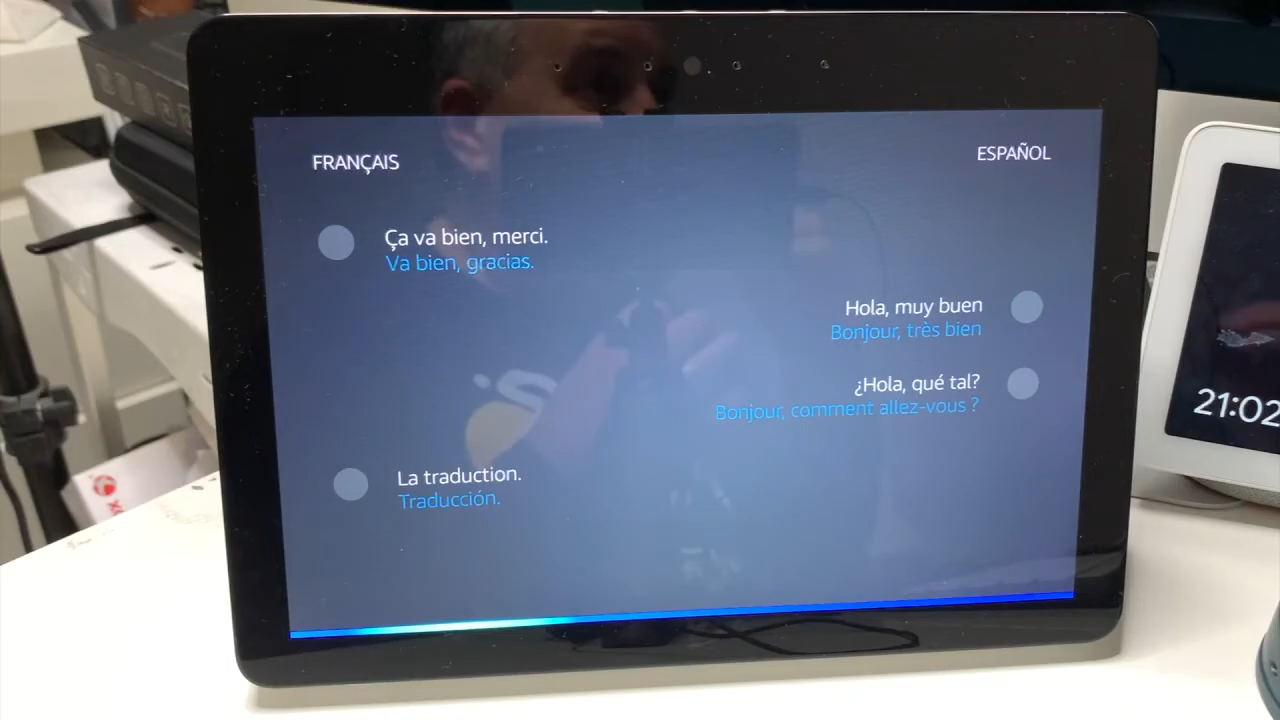 FRANÇAIS
ESPAÑOL
Ça va bien, merci.
Va bien, gracias.
Hola, muy buen
Bonjour, très bien
¿Hola, qué tal?
Bonjour, comment allez-vous ?
La traduction.
Traducción.
21:02